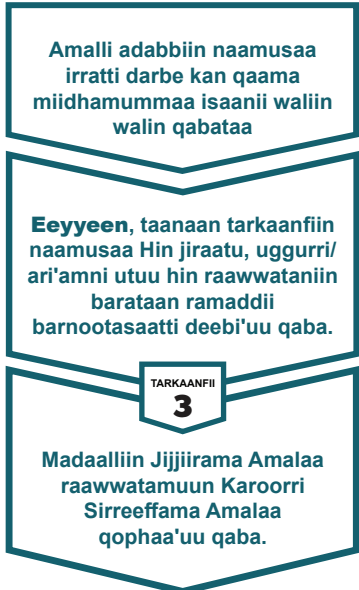 Amalli adabbiin naamusaa
irratti darbe kan qaama
miidhamummaa isaanii waliin
walin qabataa
Eeyyeen, taanaan tarkaanfiin
naamusaa Hin jiraatu, uggurri/
ari'amni utuu hin raawwataniin
barataan ramaddii
barnootasaatti deebi'uu qaba.
TARKAANFII
3
Madaalliin Jijjiirama Amalaa
raawwatamuun Karoorri
Sirreeffama Amalaa
qophaa'uu qaba.